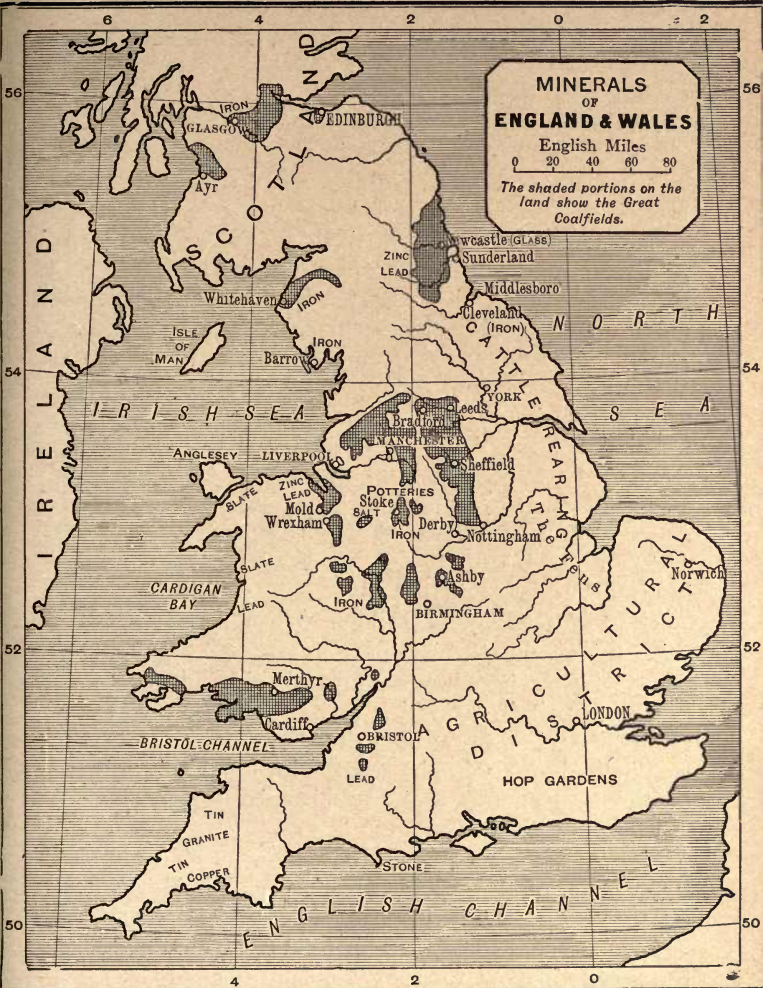 6 4 2 0 2
MINERALS
OF
ENGLAND & WALES
English Miles
0 20 40 60 80
The shaded portions on the
land show the Great
Coalfields.
56
56
IRON
GLASGOW
EDINBURGH
SCOTLAND
Ayr
wcastle (GLASS)
Sunderland
ZINC
LEAD
Middlesboro
Whitehaven
IRON
Cleveland
(IRON)
NORTH
SEA
ISLE
OF
MAN
IRON
Barrow
54
54
CATTLE REARING
YORK
IRELAND
IRISH SEA
Leeds
Bradford
MANCHESTER
ANGLESEY
LIVERPOOL
Sheffield
ZINC
LEAD
SLATE
Mold
Wrexham
POTTERIES
Stoke
SALT
IRON
Derby
Nottingham
The Fens
Norwich
SLATE
CARDIGAN
BAY
LEAD
IRON
Ashby
BIRMINGHAM
52
52
AGRICULTURAL
DISTRICT
Merthyr
Cardiff
LONDON
BRISTOL
BRISTOL CHANNEL
LEAD
HOP GARDENS
TIN
GRANITE
TIN
COPPER
STONE
50
50
ENGLISH CHANNEL
4 2 0